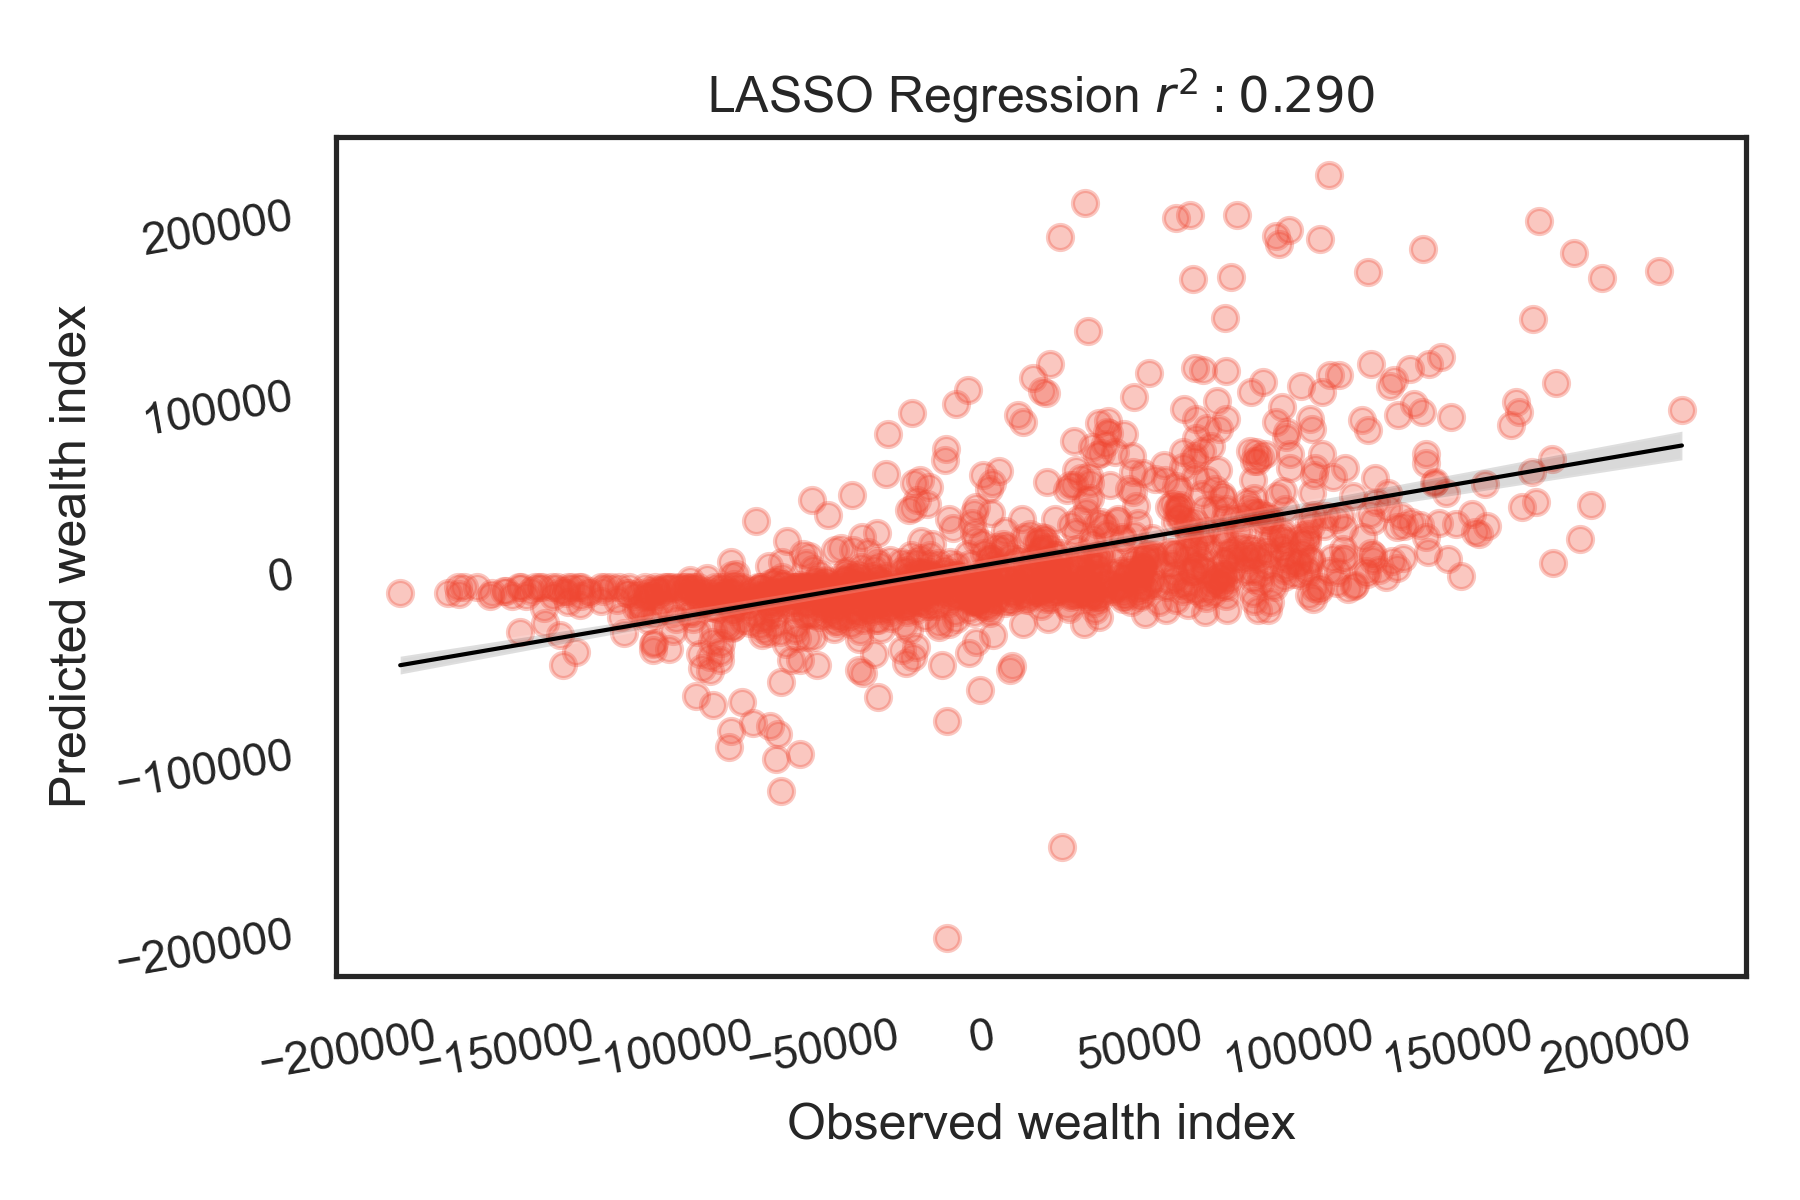 LASSO Regression r² : 0.290
Predicted wealth index
200000
100000
0
−100000
−200000
−200000 −150000 −100000 −50000 0 50000 100000 150000 200000
Observed wealth index